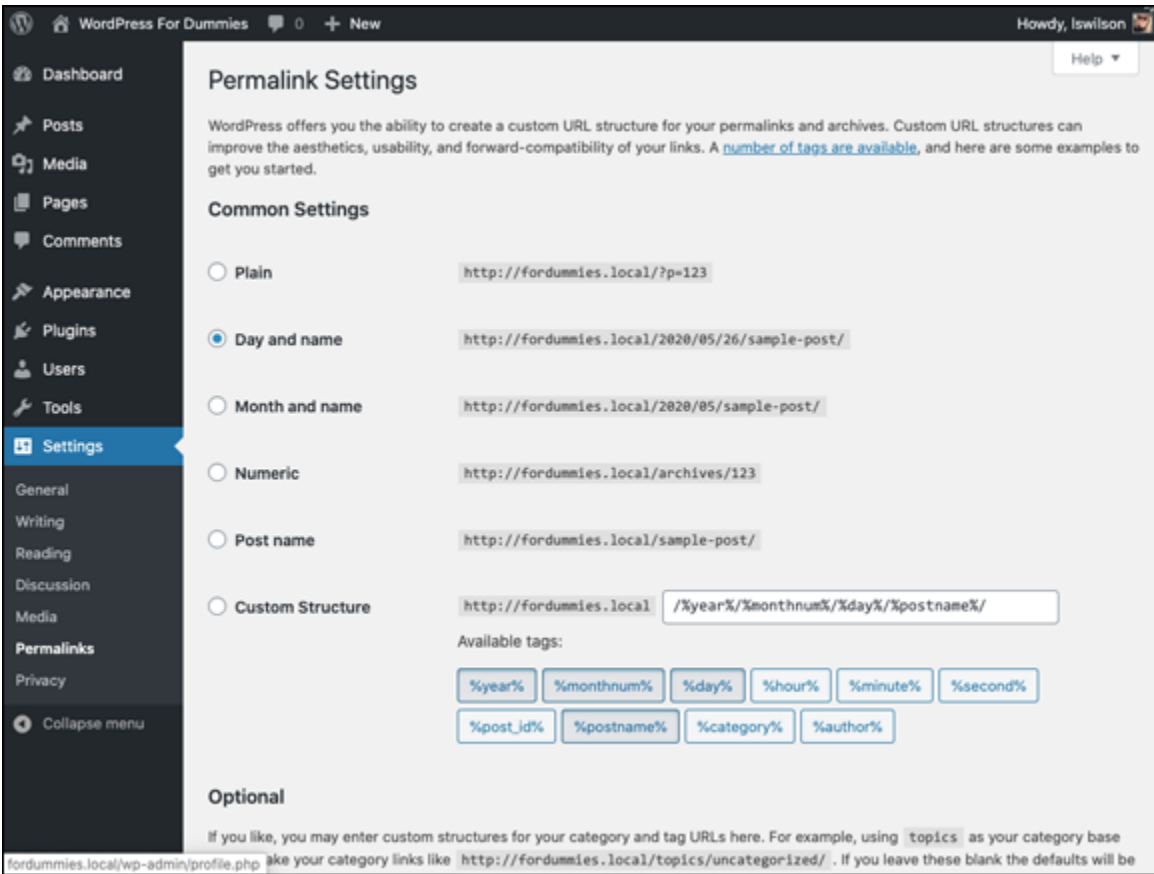 WordPress For Dummies 0 + New Howdy, lswilson
Help
Dashboard
Posts
Media
Pages
Comments
Appearance
Plugins
Users
Tools
Settings
General
Writing
Reading
Discussion
Media
Permalinks
Privacy
Collapse menu
Permalink Settings
WordPress offers you the ability to create a custom URL structure for your permalinks and archives. Custom URL structures can
improve the aesthetics, usability, and forward-compatibility of your links. A number of tags are available, and here are some examples to
get you started.
Common Settings
Plain http://fordummies.local/?p=123
Day and name http://fordummies.local/2020/05/26/sample-post/
Month and name http://fordummies.local/2020/05/sample-post/
Numeric http://fordummies.local/archives/123
Post name http://fordummies.local/sample-post/
Custom Structure http://fordummies.local /%year%/%monthnum%/%day%/%postname%/
Available tags:
%year% %monthnum% %day% %hour% %minute% %second%
%post_id% %postname% %category% %author%
Optional
If you like, you may enter custom structures for your category and tag URLs here. For example, using topics as your category base
ake your category links like http://fordummies.local/topics/uncategorized/ . If you leave these blank the defaults will be
fordummies.local/wp-admin/profile.php